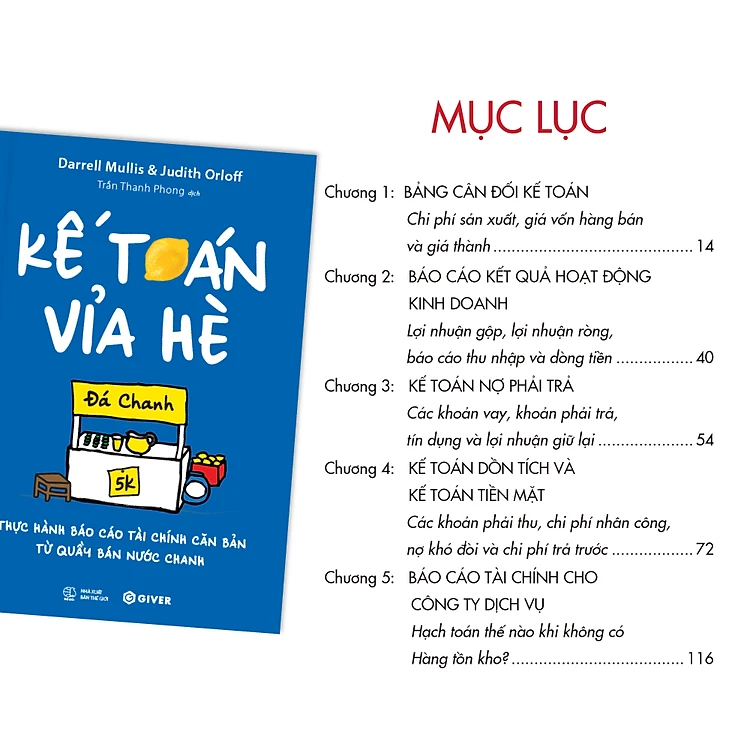 Darrell Mullis & Judith Orloff
Trần Thanh Phong dịch
KẾ TOÁN
VỈA HÈ
Đá Chanh
5K
THỰC HÀNH BÁO CÁO TÀI CHÍNH CĂN BẢN
TỪ QUẦY BÁN NƯỚC CHANH
NHÀ XUẤT
BẢN THẾ GIỚI
GIVER
MỤC LỤC
Chương 1: BẢNG CÂN ĐỐI KẾ TOÁN
Chi phí sản xuất, giá vốn hàng bán
và giá thành ........................................ 14
Chương 2: BÁO CÁO KẾT QUẢ HOẠT ĐỘNG
KINH DOANH
Lợi nhuận gộp, lợi nhuận ròng,
báo cáo thu nhập và dòng tiền ................ 40
Chương 3: KẾ TOÁN NỢ PHẢI TRẢ
Các khoản vay, khoản phải trả,
tín dụng và lợi nhuận giữ lại ................... 54
Chương 4: KẾ TOÁN DỒN TÍCH VÀ
KẾ TOÁN TIỀN MẶT
Các khoản phải thu, chi phí nhân công,
nợ khó đòi và chi phí trả trước ................. 72
Chương 5: BÁO CÁO TÀI CHÍNH CHO
CÔNG TY DỊCH VỤ
Hạch toán thế nào khi không có
Hàng tồn kho? ................................... 116